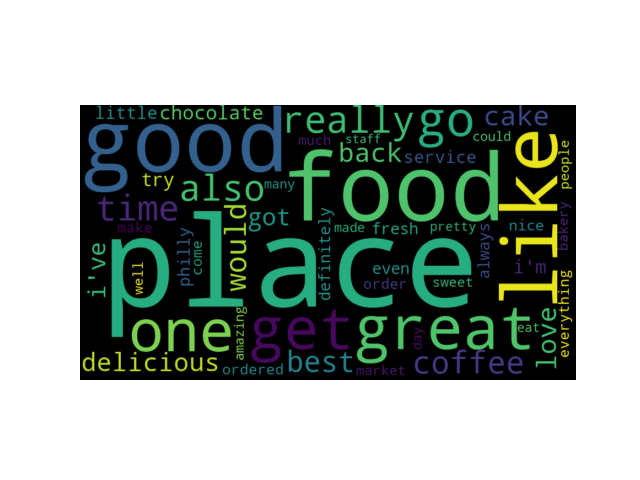 little chocolate really go cake
good food like
much staff could
back service people
try also many
time got
make
i've place would
well philly come
definitely made fresh pretty always nice bakery
even i'm
order sweet everything
one get great
amazing day eat love
delicious ordered best market coffee